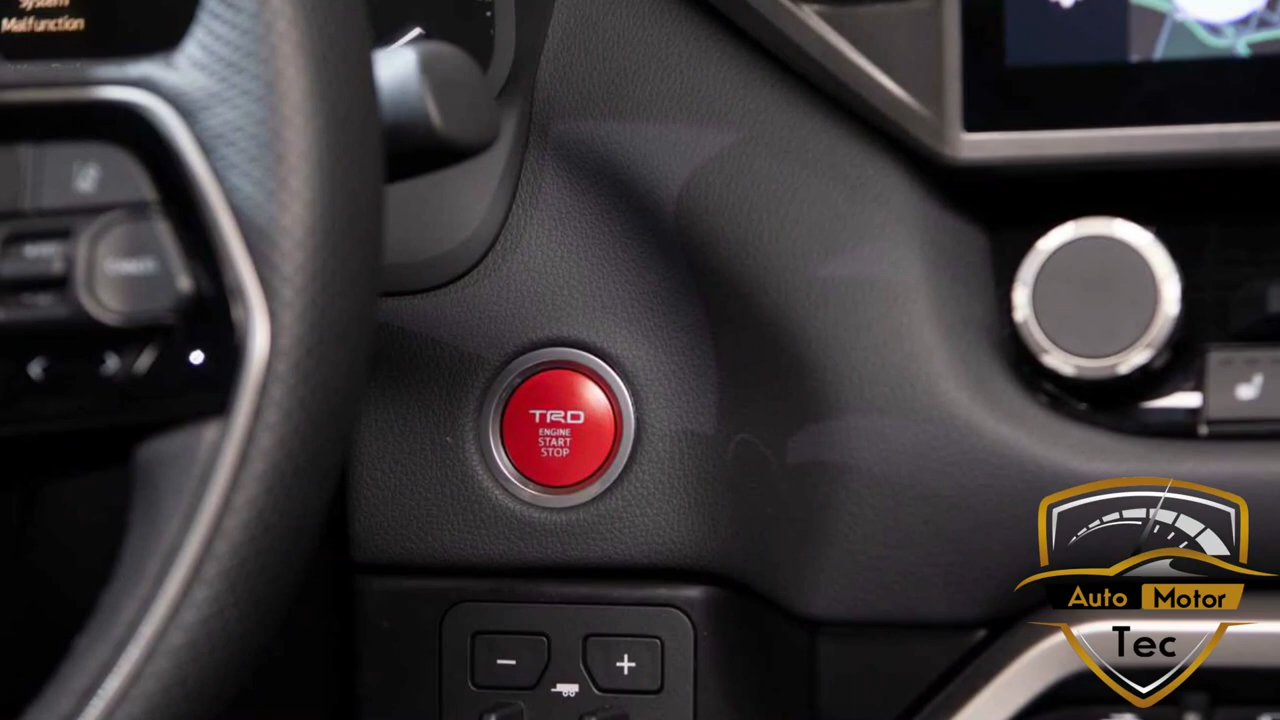 System
Malfunction
TRD
ENGINE
START
STOP
− +
Auto Motor
Tec